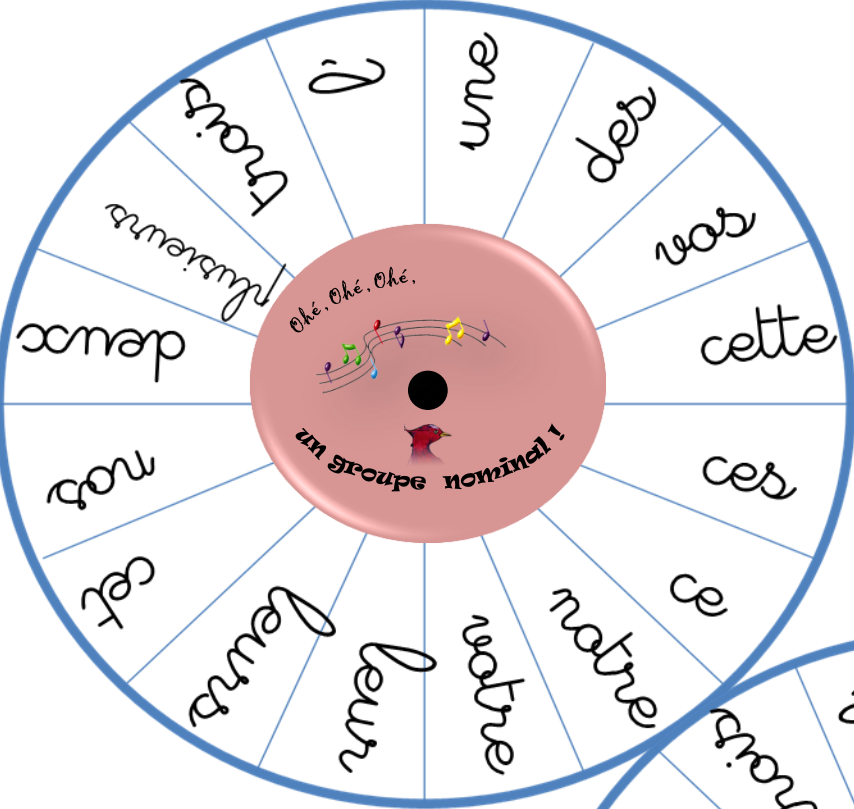 une
des
vos
cette
ces
ce
notre
votre
leur
leurs
cet
nos
deux
plusieurs
trois
l'
Ohé, Ohé, Ohé,
un groupe nominal !